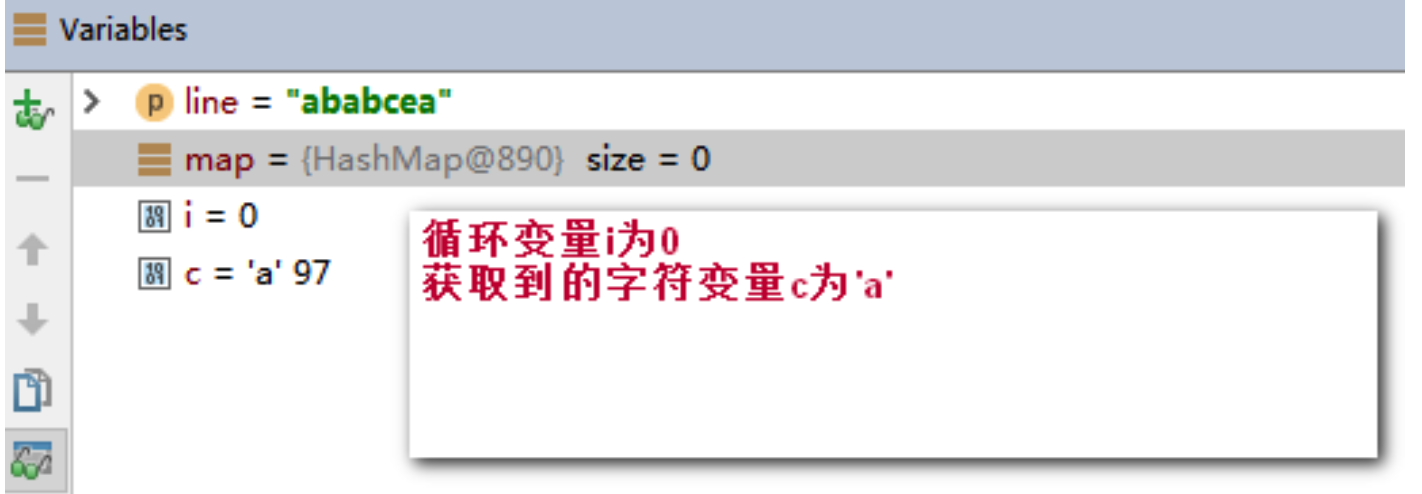 Variables
p line = "ababcea"
map = {HashMap@890} size = 0
i = 0
c = 'a' 97
循环变量i为0
获取到的字符变量c为'a'